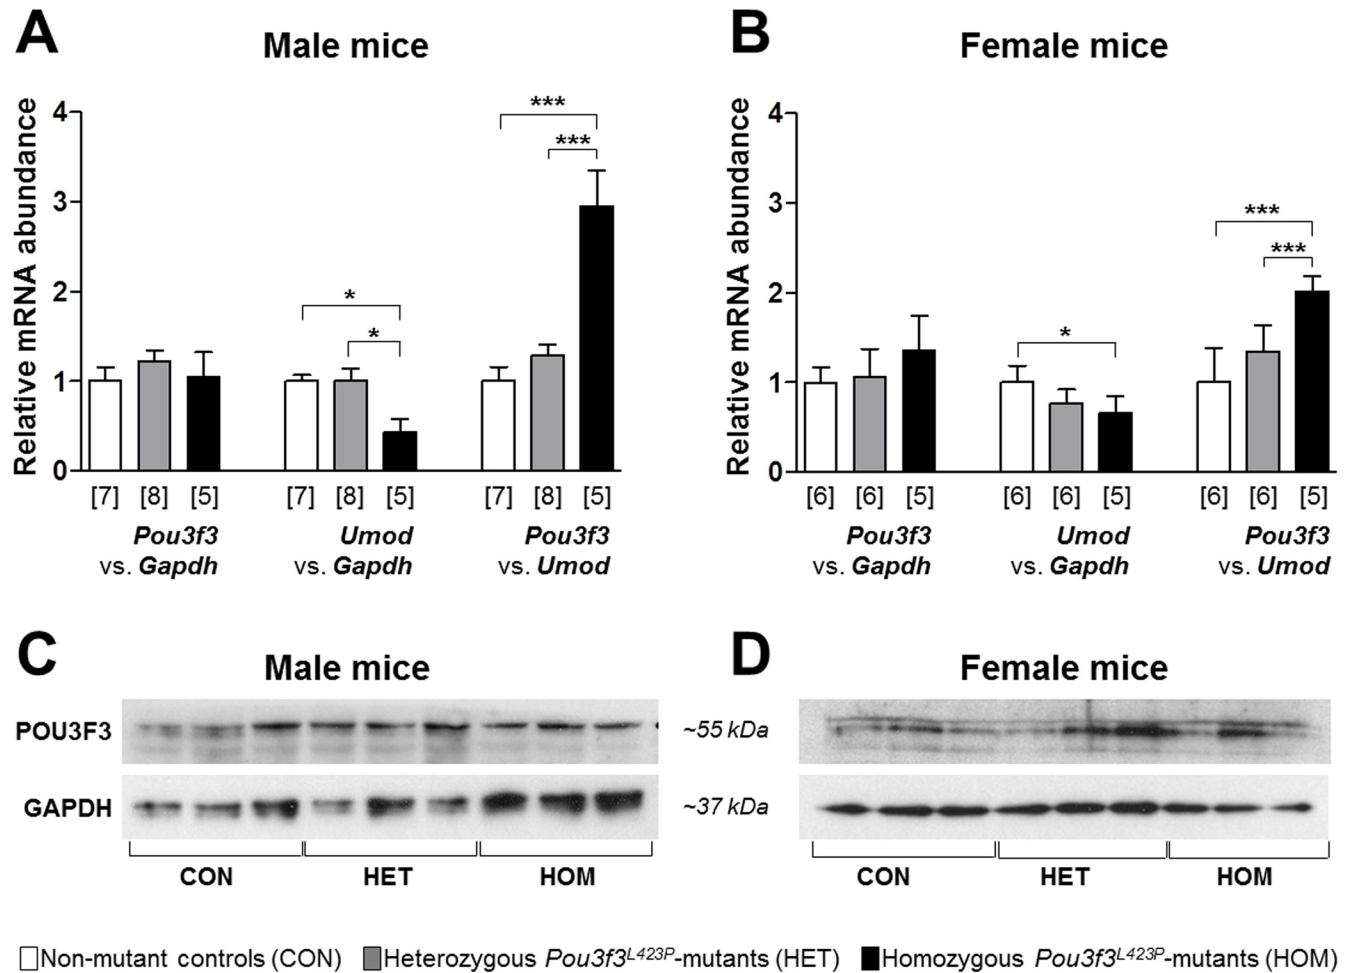 A
Male mice
Relative mRNA abundance
4
3
2
1
0
***
***
*
*
[7] [8] [5] [7] [8] [5] [7] [8] [5]
Pou3f3 Umod Pou3f3
vs. Gapdh vs. Gapdh vs. Umod
B
Female mice
Relative mRNA abundance
4
3
2
1
0
***
***
*
[6] [6] [5] [6] [6] [5] [6] [6] [5]
Pou3f3 Umod Pou3f3
vs. Gapdh vs. Gapdh vs. Umod
C
Male mice
D
Female mice
POU3F3 ~55 kDa
GAPDH ~37 kDa
CON HET HOM CON HET HOM
Non-mutant controls (CON) Heterozygous Pou3f3L423P-mutants (HET) Homozygous Pou3f3L423P-mutants (HOM)